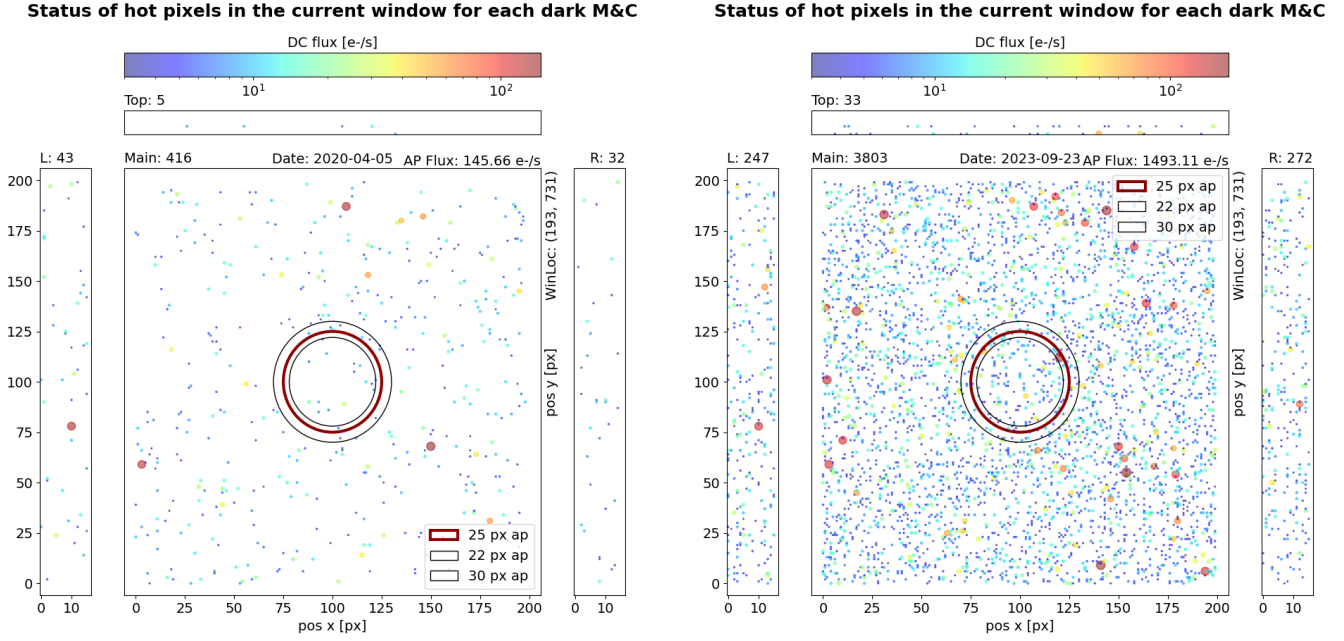 Status of hot pixels in the current window for each dark M&C
DC flux [e-/s]
10¹ 10²
Top: 5
L: 43
Main: 416
Date: 2020-04-05
AP Flux: 145.66 e-/s
R: 32
WinLoc: (193, 731)
pos y [px]
200
175
150
125
100
75
50
25
0
25 px ap
22 px ap
30 px ap
0 10
0 25 50 75 100 125 150 175 200
0 10
pos x [px]
Status of hot pixels in the current window for each dark M&C
DC flux [e-/s]
10¹ 10²
Top: 33
L: 247
Main: 3803
Date: 2023-09-23
AP Flux: 1493.11 e-/s
R: 272
WinLoc: (193, 731)
pos y [px]
25 px ap
22 px ap
30 px ap
200
175
150
125
100
75
50
25
0
0 10
0 25 50 75 100 125 150 175 200
0 10
pos x [px]